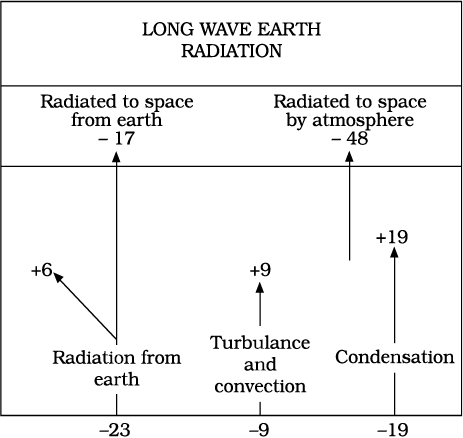 LONG WAVE EARTH
RADIATION
Radiated to space
from earth
– 17
Radiated to space
by atmosphere
– 48
+6
+9
+19
Radiation from
earth
Turbulance
and
convection
Condensation
–23
–9
–19